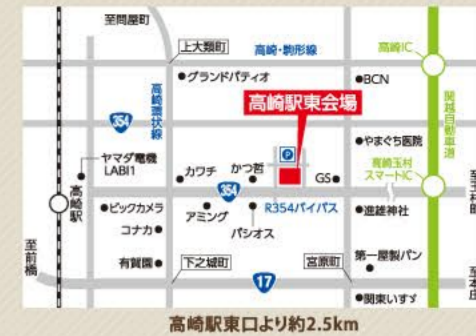 至問屋町
上大類町
高崎・駒形線
高崎IC
グランドパティオ
BCN
高崎環状線
関越自動車道
高崎駅東会場
354
P
やまぐち医院
ヤマダ電機
LABI1
高崎玉村
スマートIC
カワチ
かつ哲
354
GS
高崎駅
ビックカメラ
アミング
パシオス
R354バイパス
進雄神社
コナカ
至前橋
有賀園
下之城町
17
宮原町
第一屋製パン
至本庄
関東いすゞ
高崎駅東口より約2.5km